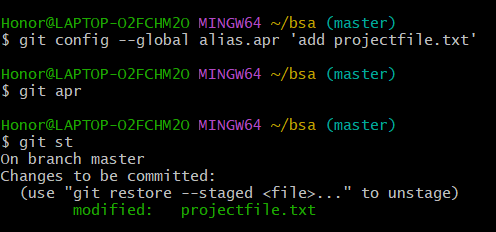 Honor@LAPTOP-O2FCHM2O MINGW64 ~/bsa (master)
$ git config --global alias.apr 'add projectfile.txt'
Honor@LAPTOP-O2FCHM2O MINGW64 ~/bsa (master)
$ git apr
Honor@LAPTOP-O2FCHM2O MINGW64 ~/bsa (master)
$ git st
On branch master
Changes to be committed:
  (use "git restore --staged <file>..." to unstage)
        modified:   projectfile.txt